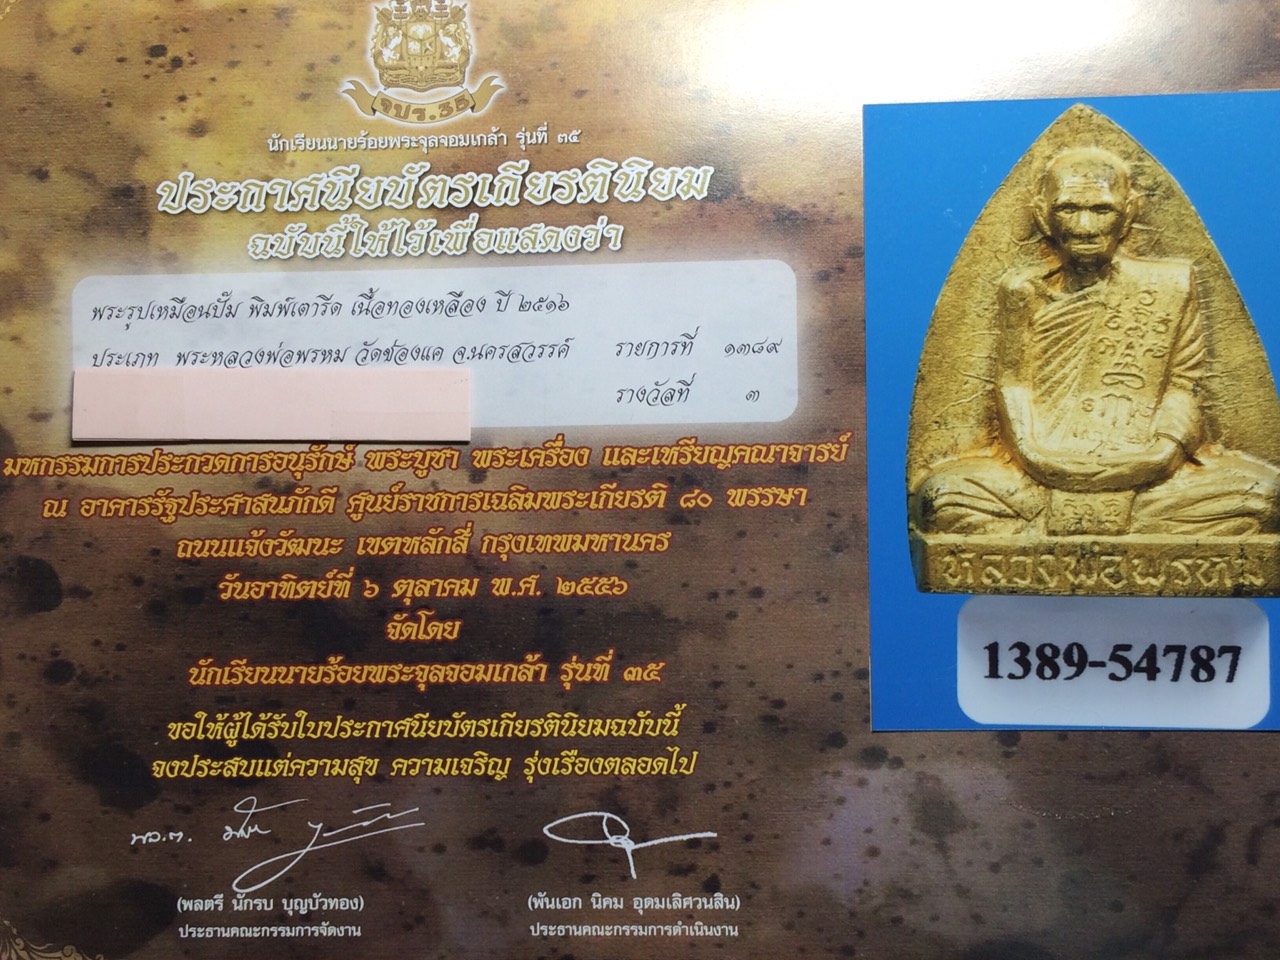 จปร.35
นักเรียนนายร้อยพระจุลจอมเกล้า รุ่นที่ ๓๕
ประกาศนียบัตรเกียรตินิยม
ฉบับนี้ให้ไว้เพื่อแสดงว่า
พระรูปเหมือนปั๊ม พิมพ์เตารีด เนื้อทองเหลือง ปี ๒๕๑๖
ประเภท พระหลวงพ่อพรหม วัดช่องแค จ.นครสวรรค์ รายการที่ ๑๓๘๙
รางวัลที่ ๓
มหกรรมการประกวดการอนุรักษ์ พระบูชา พระเครื่อง และเหรียญคณาจารย์
ณ อาคารรัฐประศาสนภักดี ศูนย์ราชการเฉลิมพระเกียรติ ๘๐ พรรษา
ถนนแจ้งวัฒนะ เขตหลักสี่ กรุงเทพมหานคร
วันอาทิตย์ที่ ๖ ตุลาคม พ.ศ. ๒๕๕๖
จัดโดย
นักเรียนนายร้อยพระจุลจอมเกล้า รุ่นที่ ๓๕
ขอให้ผู้ได้รับใบประกาศนียบัตรเกียรตินิยมฉบับนี้
จงประสบแต่ความสุข ความเจริญ รุ่งเรืองตลอดไป
พล.ต.
(พลตรี นักรบ บุญบัวทอง)
ประธานคณะกรรมการจัดงาน
(พันเอก นิคม อุดมเลิศวนสิน)
ประธานคณะกรรมการดำเนินงาน
หลวงพ่อพรหม
1389-54787